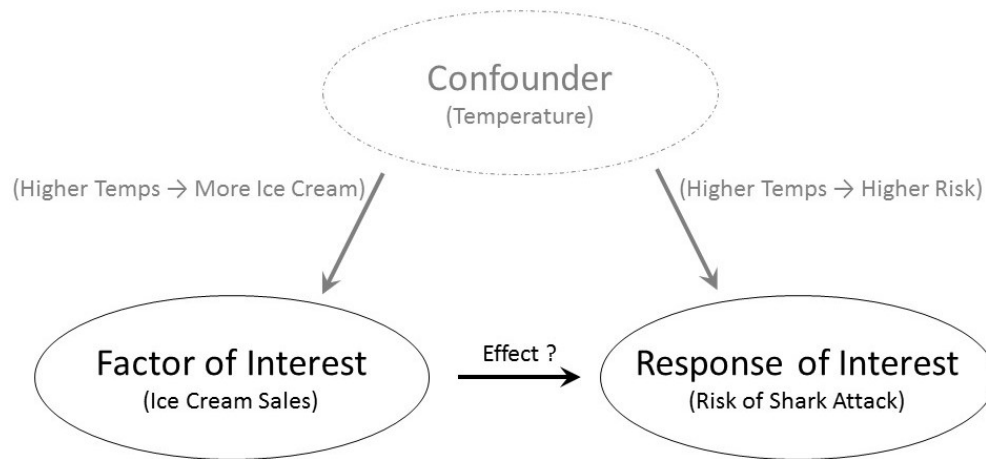 Confounder
(Temperature)
(Higher Temps → More Ice Cream)
(Higher Temps → Higher Risk)
Factor of Interest
(Ice Cream Sales)
Effect ?
Response of Interest
(Risk of Shark Attack)